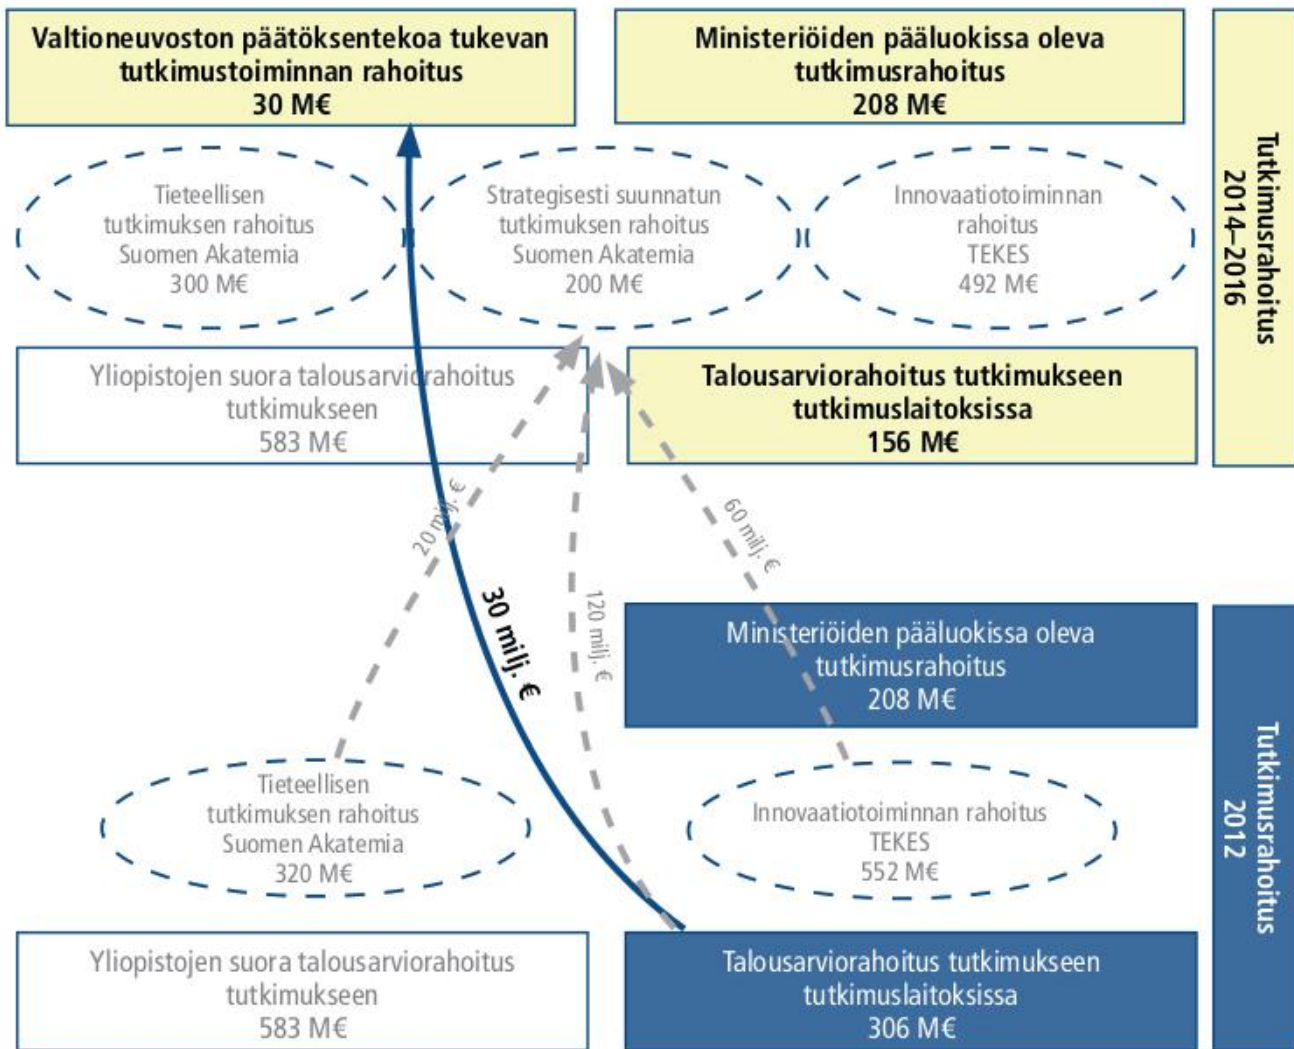 Valtioneuvoston päätöksentekoa tukevan
tutkimustoiminnan rahoitus
30 M€
Ministeriöiden pääluokissa oleva
tutkimusrahoitus
208 M€
Tutkimusrahoitus
2014–2016
Tieteellisen
tutkimuksen rahoitus
Suomen Akatemia
300 M€
Strategisesti suunnatun
tutkimuksen rahoitus
Suomen Akatemia
200 M€
Innovaatiotoiminnan
rahoitus
TEKES
492 M€
Yliopistojen suora talousarviorahoitus
tutkimukseen
583 M€
Talousarviorahoitus tutkimukseen
tutkimuslaitoksissa
156 M€
20 milj. €
30 milj. €
120 milj. €
60 milj. €
Ministeriöiden pääluokissa oleva
tutkimusrahoitus
208 M€
Tutkimusrahoitus
2012
Tieteellisen
tutkimuksen rahoitus
Suomen Akatemia
320 M€
Innovaatiotoiminnan rahoitus
TEKES
552 M€
Yliopistojen suora talousarviorahoitus
tutkimukseen
583 M€
Talousarviorahoitus tutkimukseen
tutkimuslaitoksissa
306 M€